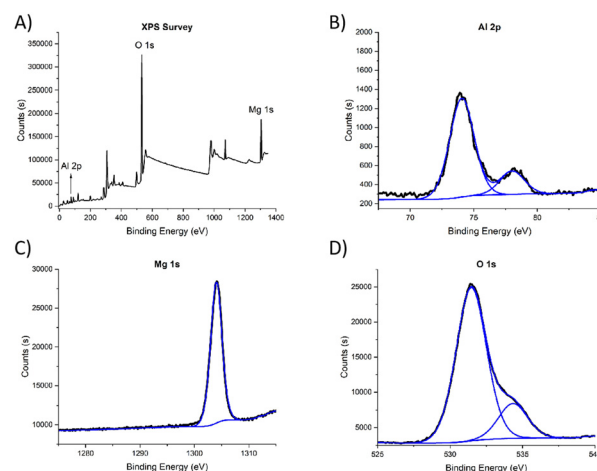 A)
XPS Survey
350000
300000
250000
200000
150000
100000
50000
0
Counts (s)
O 1s
Mg 1s
Al 2p
0 200 400 600 800 1000 1200 1400
Binding Energy (eV)
B)
Al 2p
2000
1800
1600
1400
1200
1000
800
600
400
200
Counts (s)
70 75 80
Binding Energy (eV)
C)
Mg 1s
30000
25000
20000
15000
10000
Counts (s)
1280 1290 1300 1310
Binding Energy (eV)
D)
O 1s
25000
20000
15000
10000
5000
Counts (s)
525 530 535 54
Binding Energy (eV)